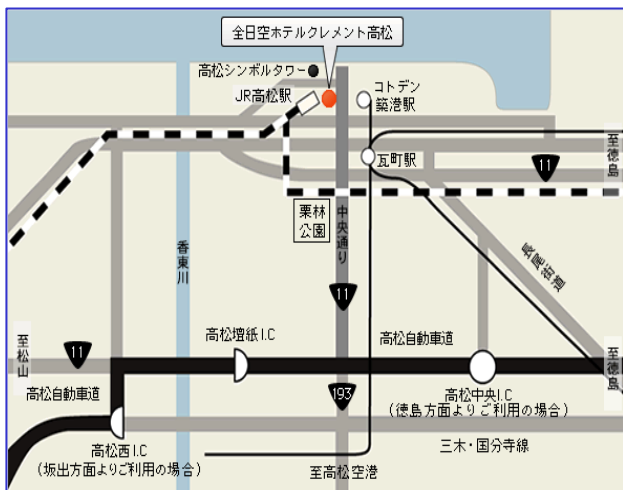 全日空ホテルクレメント高松
高松シンボルタワー
JR高松駅
コトデン
築港駅
瓦町駅
至徳島
11
栗林
公園
中央通り
香東川
長尾街道
11
至松山
11
高松壇紙I.C
高松自動車道
至徳島
高松自動車道
193
高松中央I.C
(徳島方面よりご利用の場合)
高松西I.C
(坂出方面よりご利用の場合)
三木・国分寺線
至高松空港